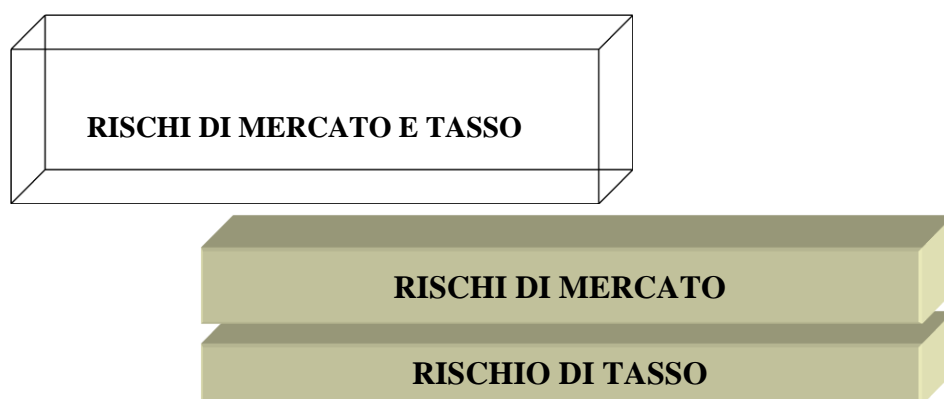 RISCHI DI MERCATO E TASSO
RISCHI DI MERCATO
RISCHIO DI TASSO